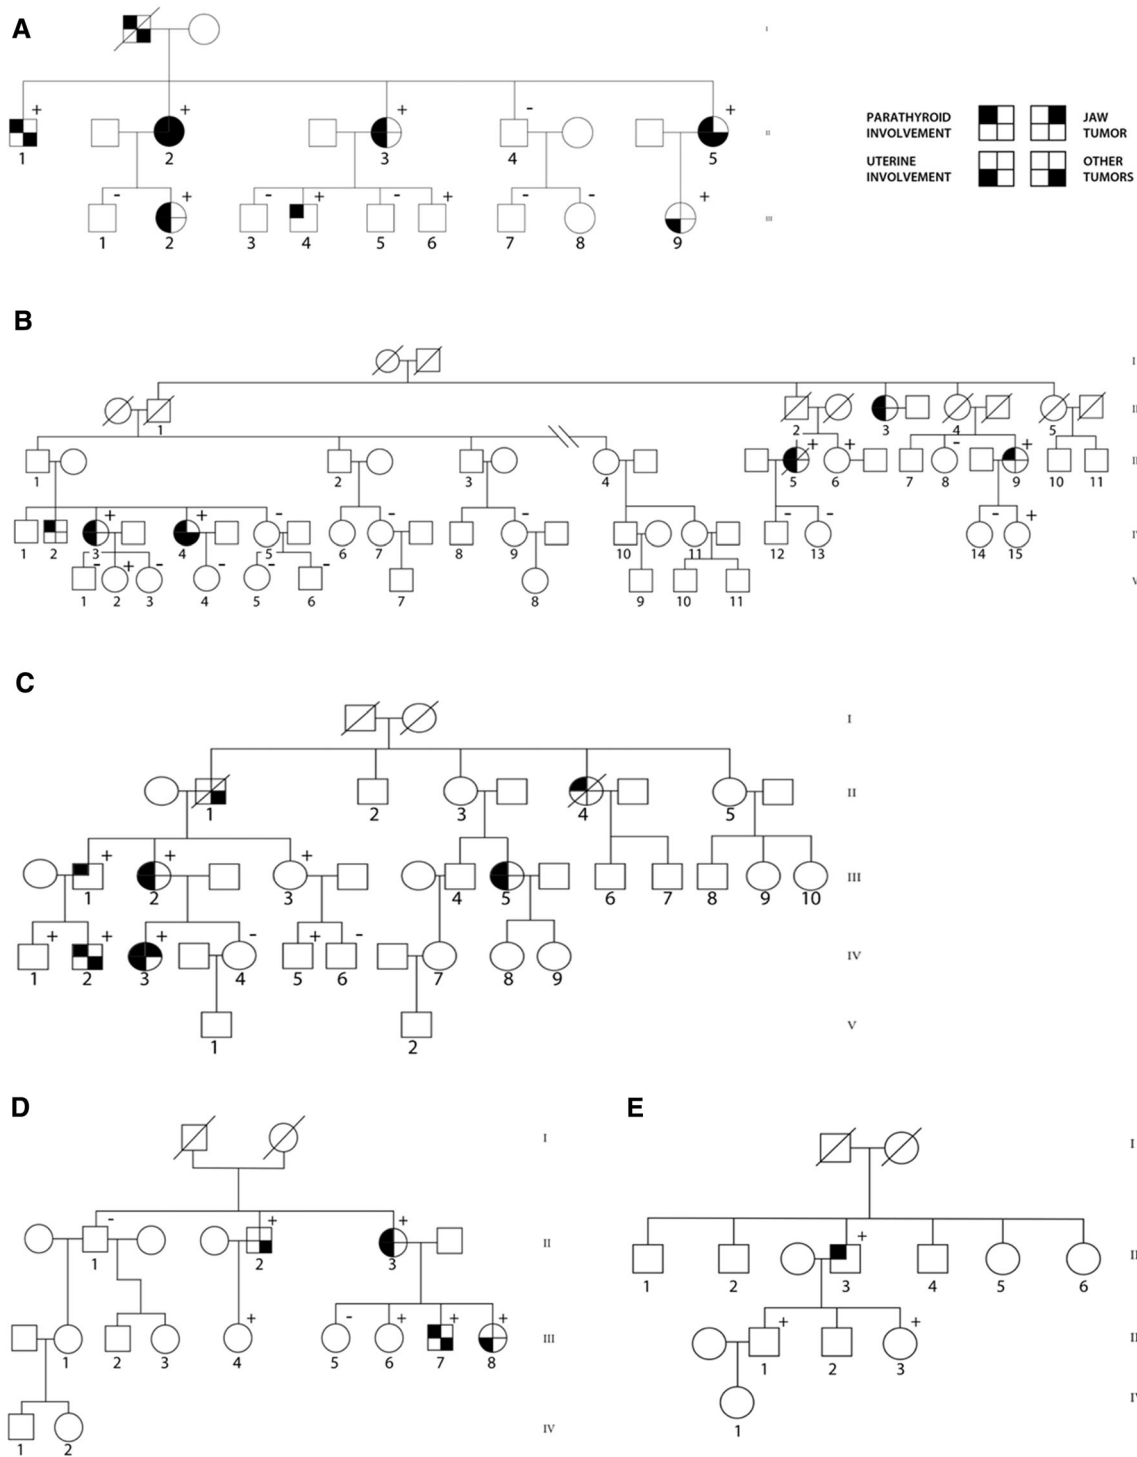 A
I
+ + + - +
PARATHYROID INVOLVEMENT JAW TUMOR
II
1 2 3 4 5
UTERINE INVOLVEMENT OTHER TUMORS
- + - + - + - - +
III
1 2 3 4 5 6 7 8 9
B
I
II
1 2 3 4 5
+ + - +
II
1 2 3 4 5 6 7 8 9 10 11
+ + - - - - - - +
1 2 3 4 5 6 7 8 9 10 11 12 13 14 15
- + - - - -
V
1 2 3 4 5 6 7 8 9 10 11
C
I
II
1 2 3 4 5
+ + +
III
1 2 3 4 5 6 7 8 9 10
+ + + - + -
IV
1 2 3 4 5 6 7 8 9
V
1 2
D
I
- + +
II
1 2 3
+ - + + +
III
1 2 3 4 5 6 7 8
IV
1 2
E
I
+
II
1 2 3 4 5 6
+ +
II
1 2 3
1